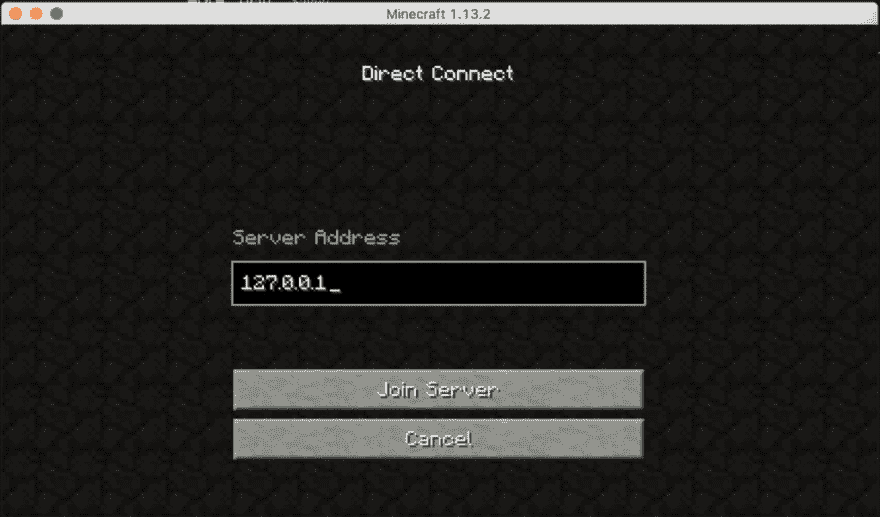 Minecraft 1.13.2
Direct Connect
Server Address
127.0.0.1_
Join Server
Cancel